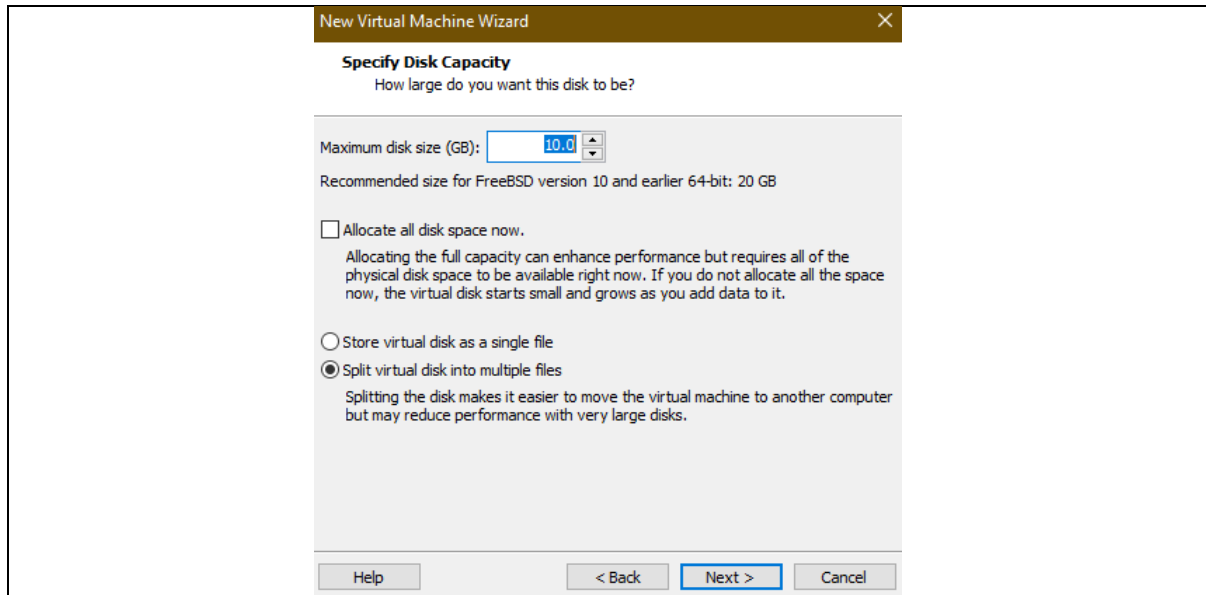 New Virtual Machine Wizard
Specify Disk Capacity
How large do you want this disk to be?
Maximum disk size (GB): 10.0
Recommended size for FreeBSD version 10 and earlier 64-bit: 20 GB
Allocate all disk space now.
Allocating the full capacity can enhance performance but requires all of the
physical disk space to be available right now. If you do not allocate all the space
now, the virtual disk starts small and grows as you add data to it.
Store virtual disk as a single file
Split virtual disk into multiple files
Splitting the disk makes it easier to move the virtual machine to another computer
but may reduce performance with very large disks.
Help < Back Next > Cancel